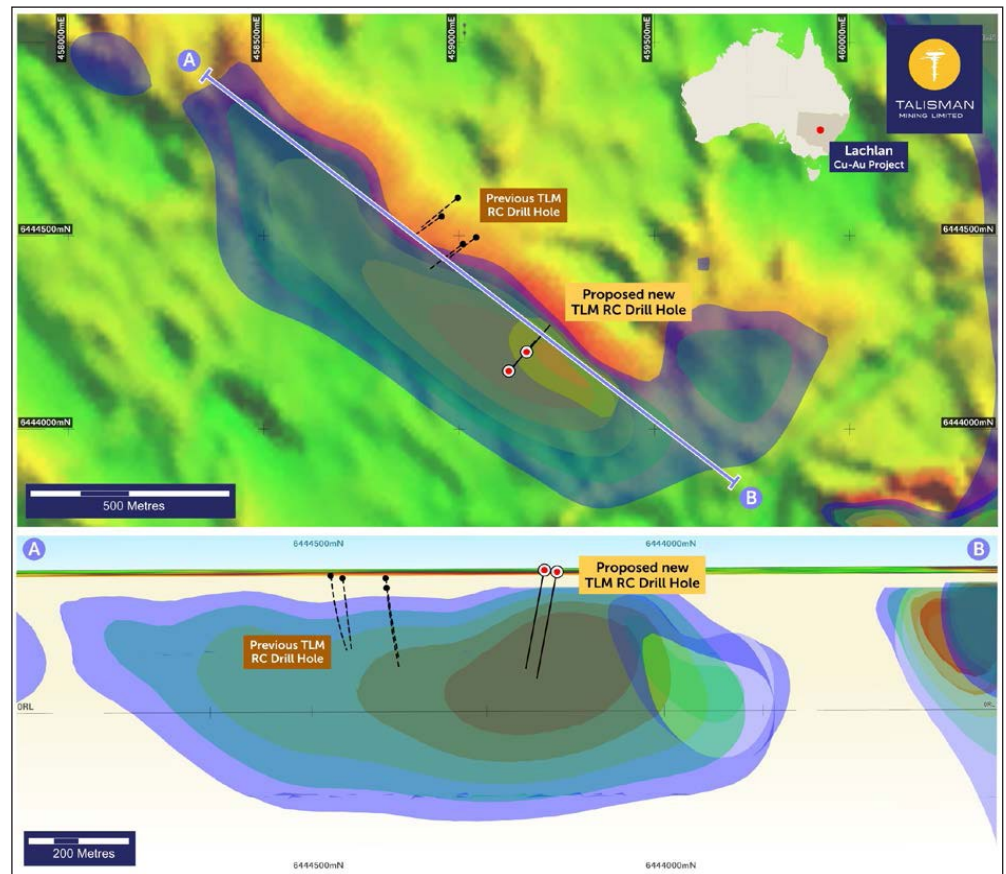 458000mE
458500mE
459000mE
459500mE
460000mE
A
TALISMAN
MINING LIMITED
Lachlan
Cu-Au Project
Previous TLM
RC Drill Hole
6444500mN
6444500mN
Proposed new
TLM RC Drill Hole
6444000mN
6444000mN
500 Metres
B
A
6444500mN
6444000mN
B
Proposed new
TLM RC Drill Hole
Previous TLM
RC Drill Hole
0RL
0RL
200 Metres
6444500mN
6444000mN